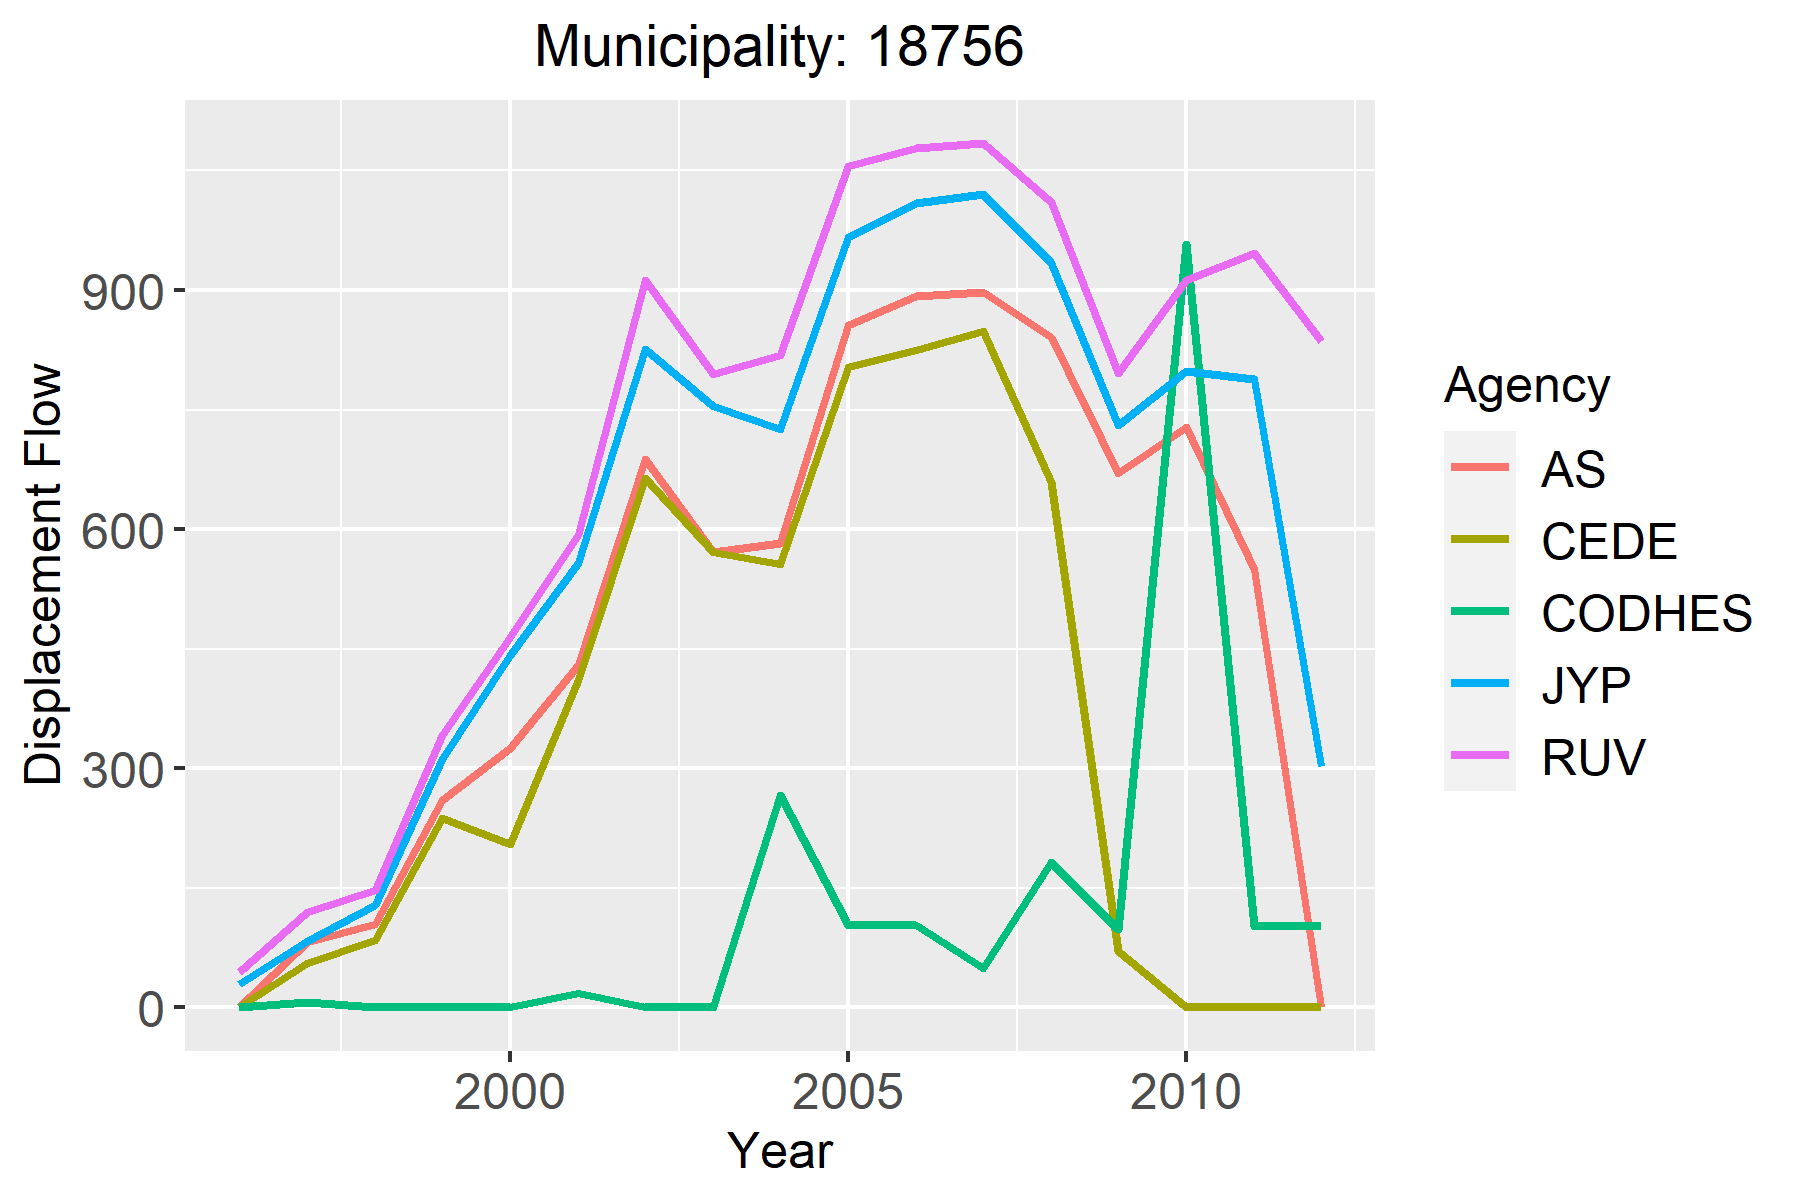 Municipality: 18756
Displacement Flow
900
600
300
0
2000 2005 2010
Year
Agency
AS
CEDE
CODHES
JYP
RUV